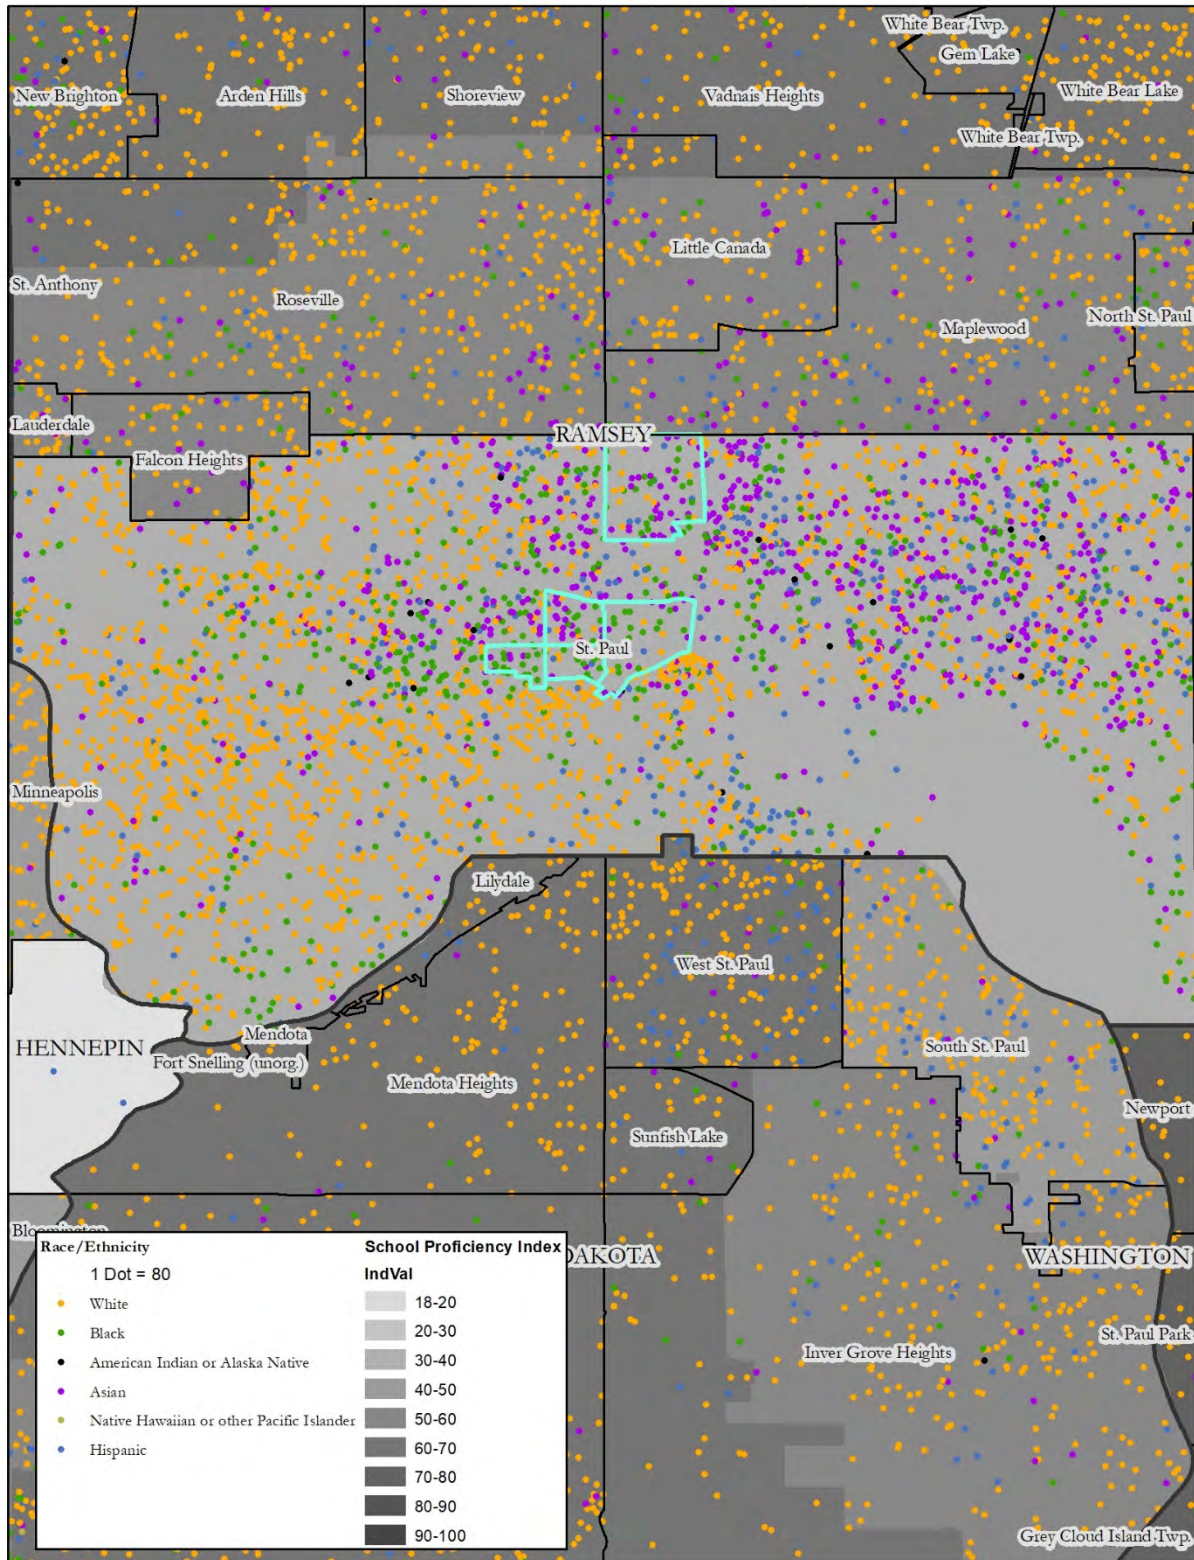 White Bear Twp.
Gem Lake
New Brighton
Arden Hills
Shoreview
Vadnais Heights
White Bear Lake
White Bear Twp.
Little Canada
St. Anthony
Roseville
Maplewood
North St. Paul
Lauderdale
RAMSEY
Falcon Heights
St. Paul
Minneapolis
Lilydale
West St. Paul
Mendota
HENNEPIN
South St. Paul
Fort Snelling (unorg.)
Mendota Heights
Newport
Sunfish Lake
Bloomington
DAKOTA
WASHINGTON
St. Paul Park
Inver Grove Heights
Grey Cloud Island Twp.
Race/Ethnicity
1 Dot = 80
White
Black
American Indian or Alaska Native
Asian
Native Hawaiian or other Pacific Islander
Hispanic
School Proficiency Index
IndVal
18-20
20-30
30-40
40-50
50-60
60-70
70-80
80-90
90-100